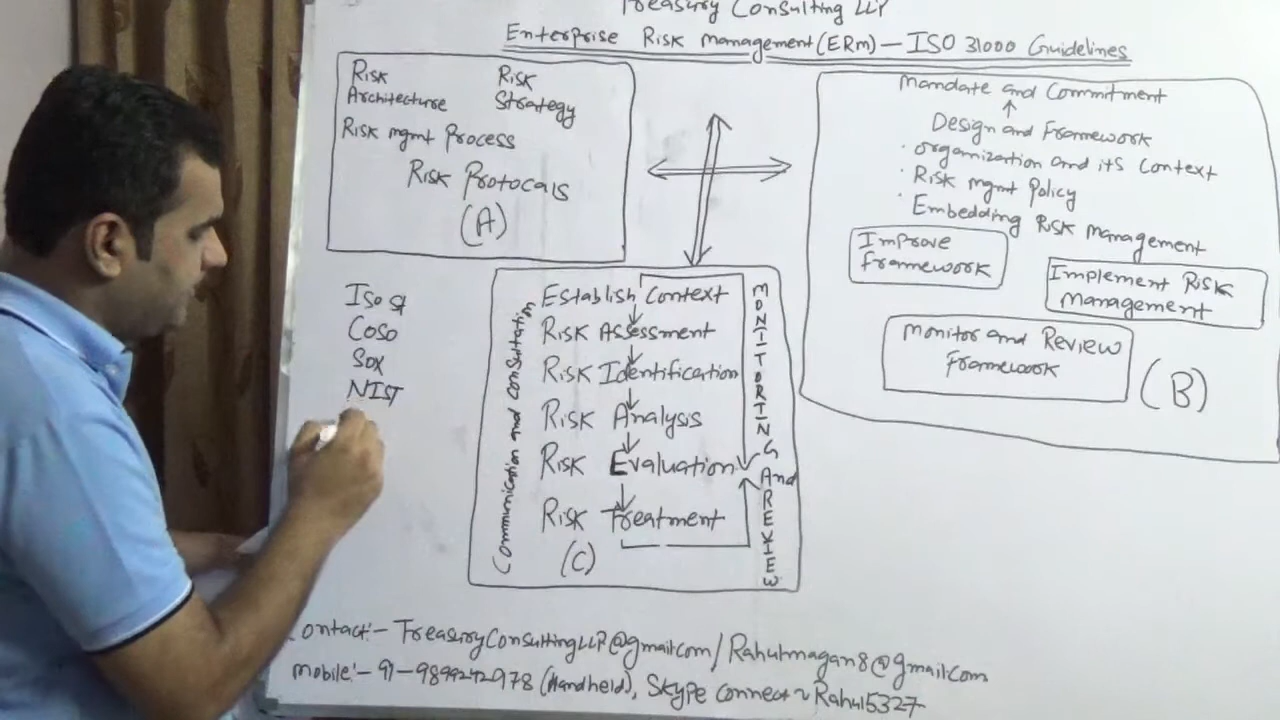 Treasury Consulting LLP
Enterprise Risk Management (ERM) – ISO 31000 Guidelines
Risk Architecture
Risk Strategy
Risk mgmt Process
Risk Protocals
(A)
Mandate and Commitment
Design and Framework
· organization and its Context
· Risk mgmt Policy
· Embedding Risk Management
Improve
Framework
Implement Risk
Management
Monitor and Review
Framework
(B)
ISO 31
COSO
SOX
NIST
Communication and Consultation
Establish Context
Risk Assessment
Risk Identification
Risk Analysis
Risk Evaluation
Risk Treatment
(C)
MONITORING And REVIEW
Contact:- TreasuryConsultingLLP@gmail.com / Rahulmagan8@gmail.com
Mobile:- 91-9899242978 (Handheld), Skype Connect ~ Rahul5327